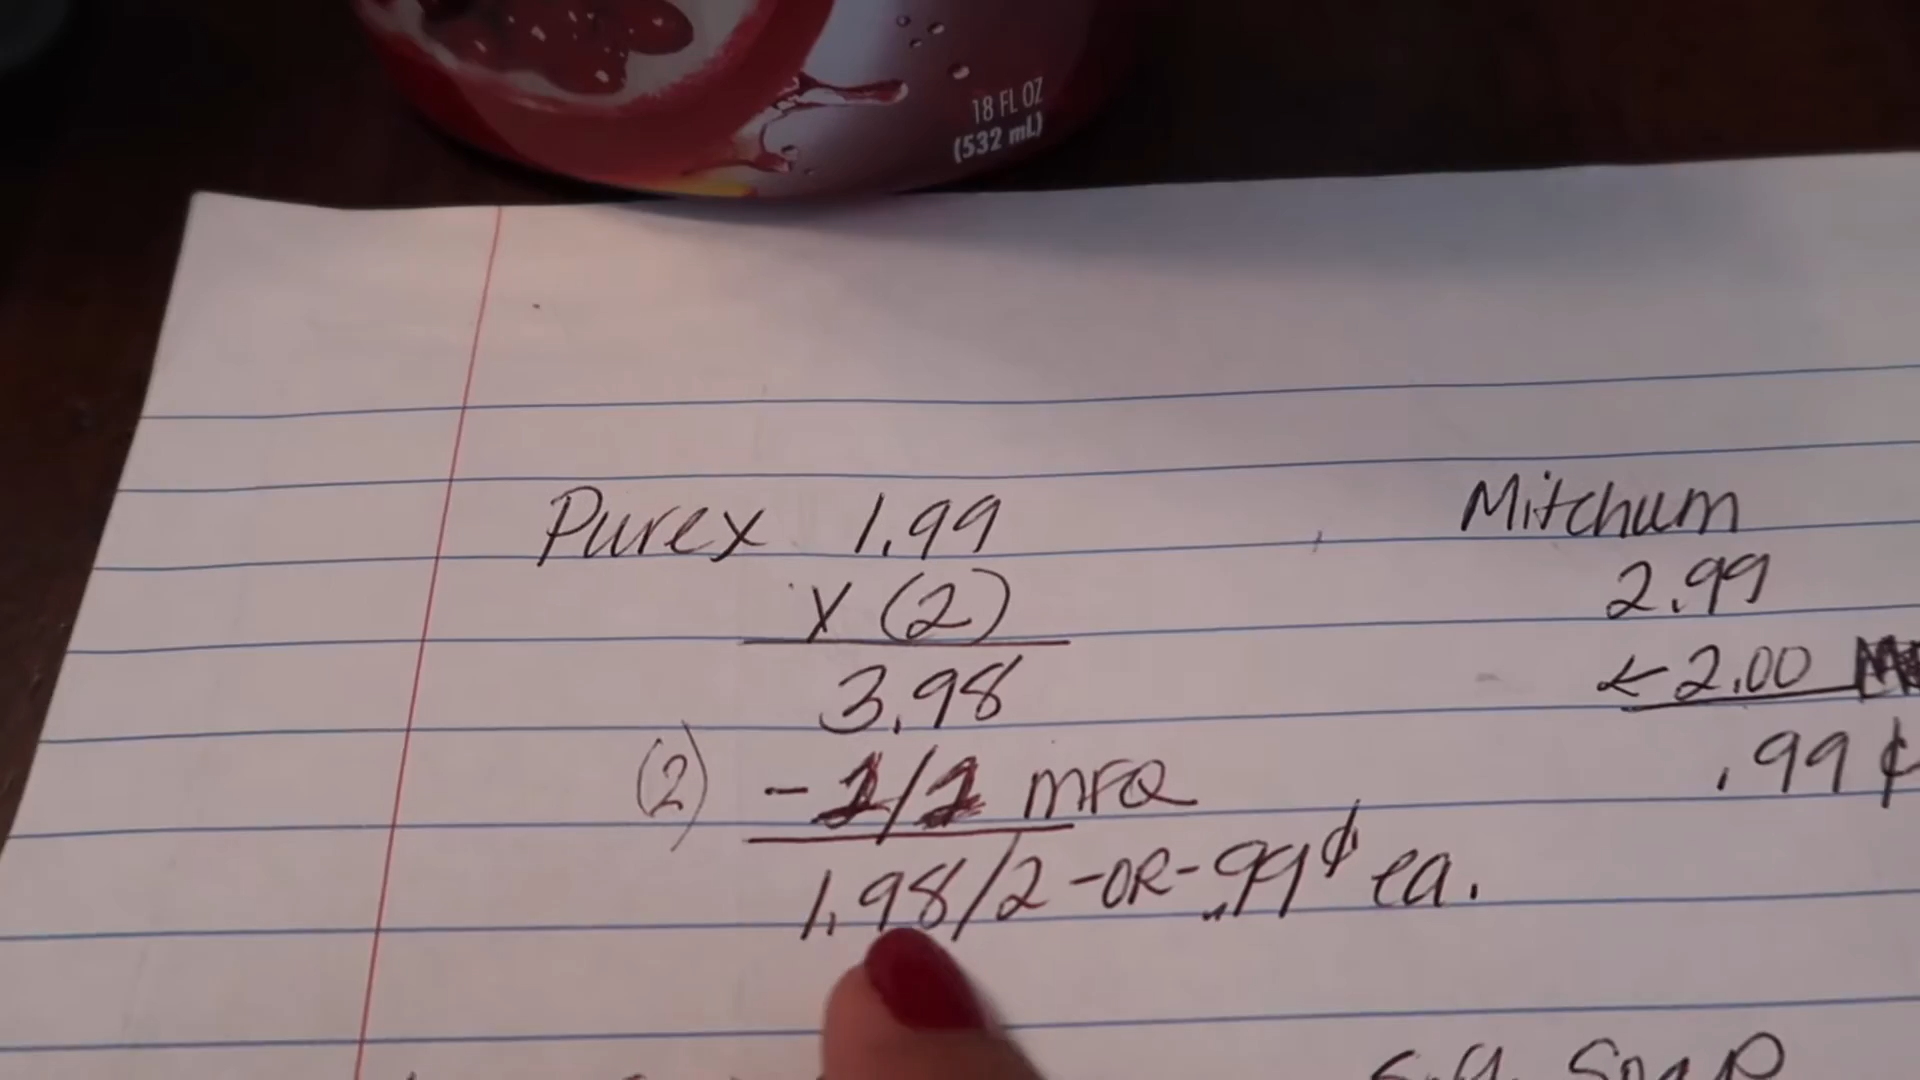 18 FL OZ
(532 mL)
Purex 1.99
x (2)
3.98
(2) - 2/2 MFQ
1.98/2 -OR- .99¢ ea.
Mitchum
2.99
- 2.00
.99¢
Soap